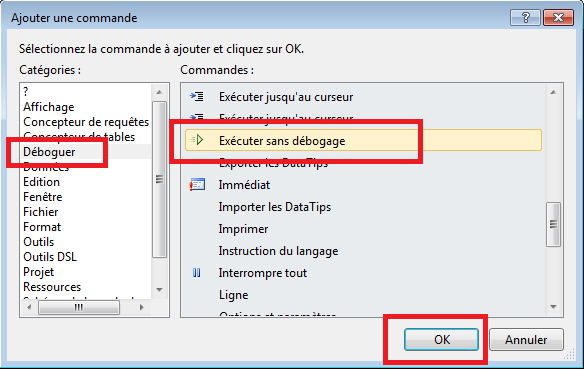 Ajouter une commande
Sélectionnez la commande à ajouter et cliquez sur OK.
Catégories :
?
Affichage
Concepteur de requêtes
Concepteur de tables
Déboguer
Données
Edition
Fenêtre
Fichier
Format
Outils
Outils DSL
Projet
Ressources
Commandes :
Exécuter jusqu'au curseur
Exécuter jusqu'au curseur
Exécuter sans débogage
Exporter les DataTips
Immédiat
Importer les DataTips
Imprimer
Instruction du langage
Interrompre tout
Ligne
Options et paramètres
OK
Annuler